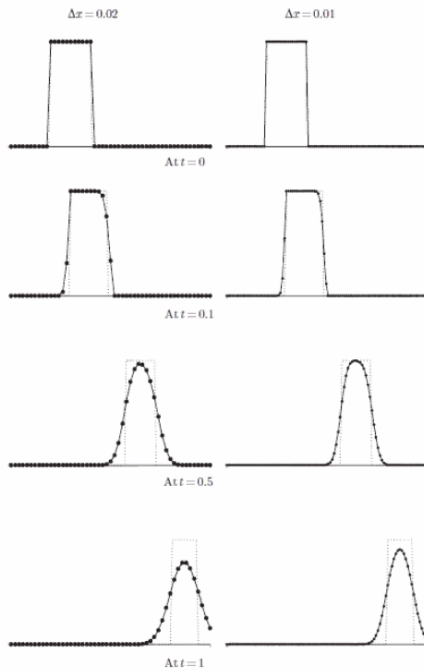 Δx = 0.02
Δx = 0.01
At t = 0
At t = 0.1
At t = 0.5
At t = 1